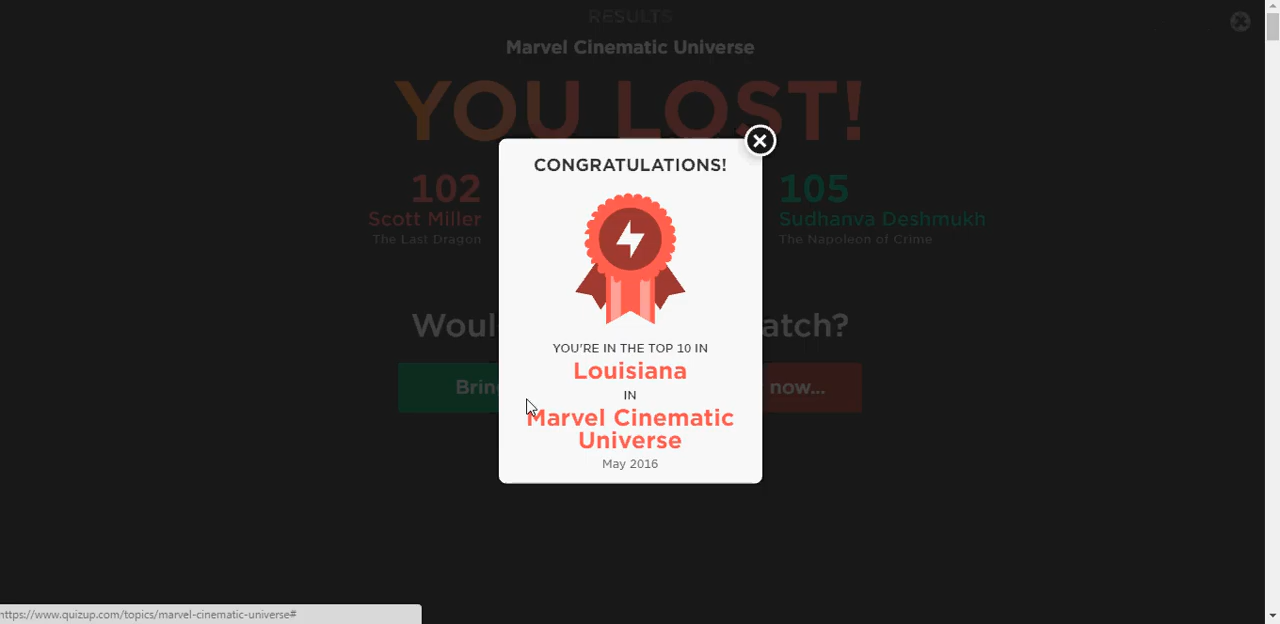 RESULTS
Marvel Cinematic Universe
YOU LOST!
CONGRATULATIONS!
102
105
Scott Miller
Sudhanva Deshmukh
The Last Dragon
The Napoleon of Crime
YOU'RE IN THE TOP 10 IN
Louisiana
IN
Marvel Cinematic
Universe
May 2016
atch?
now...
https://www.quizup.com/topics/marvel-cinematic-universe#